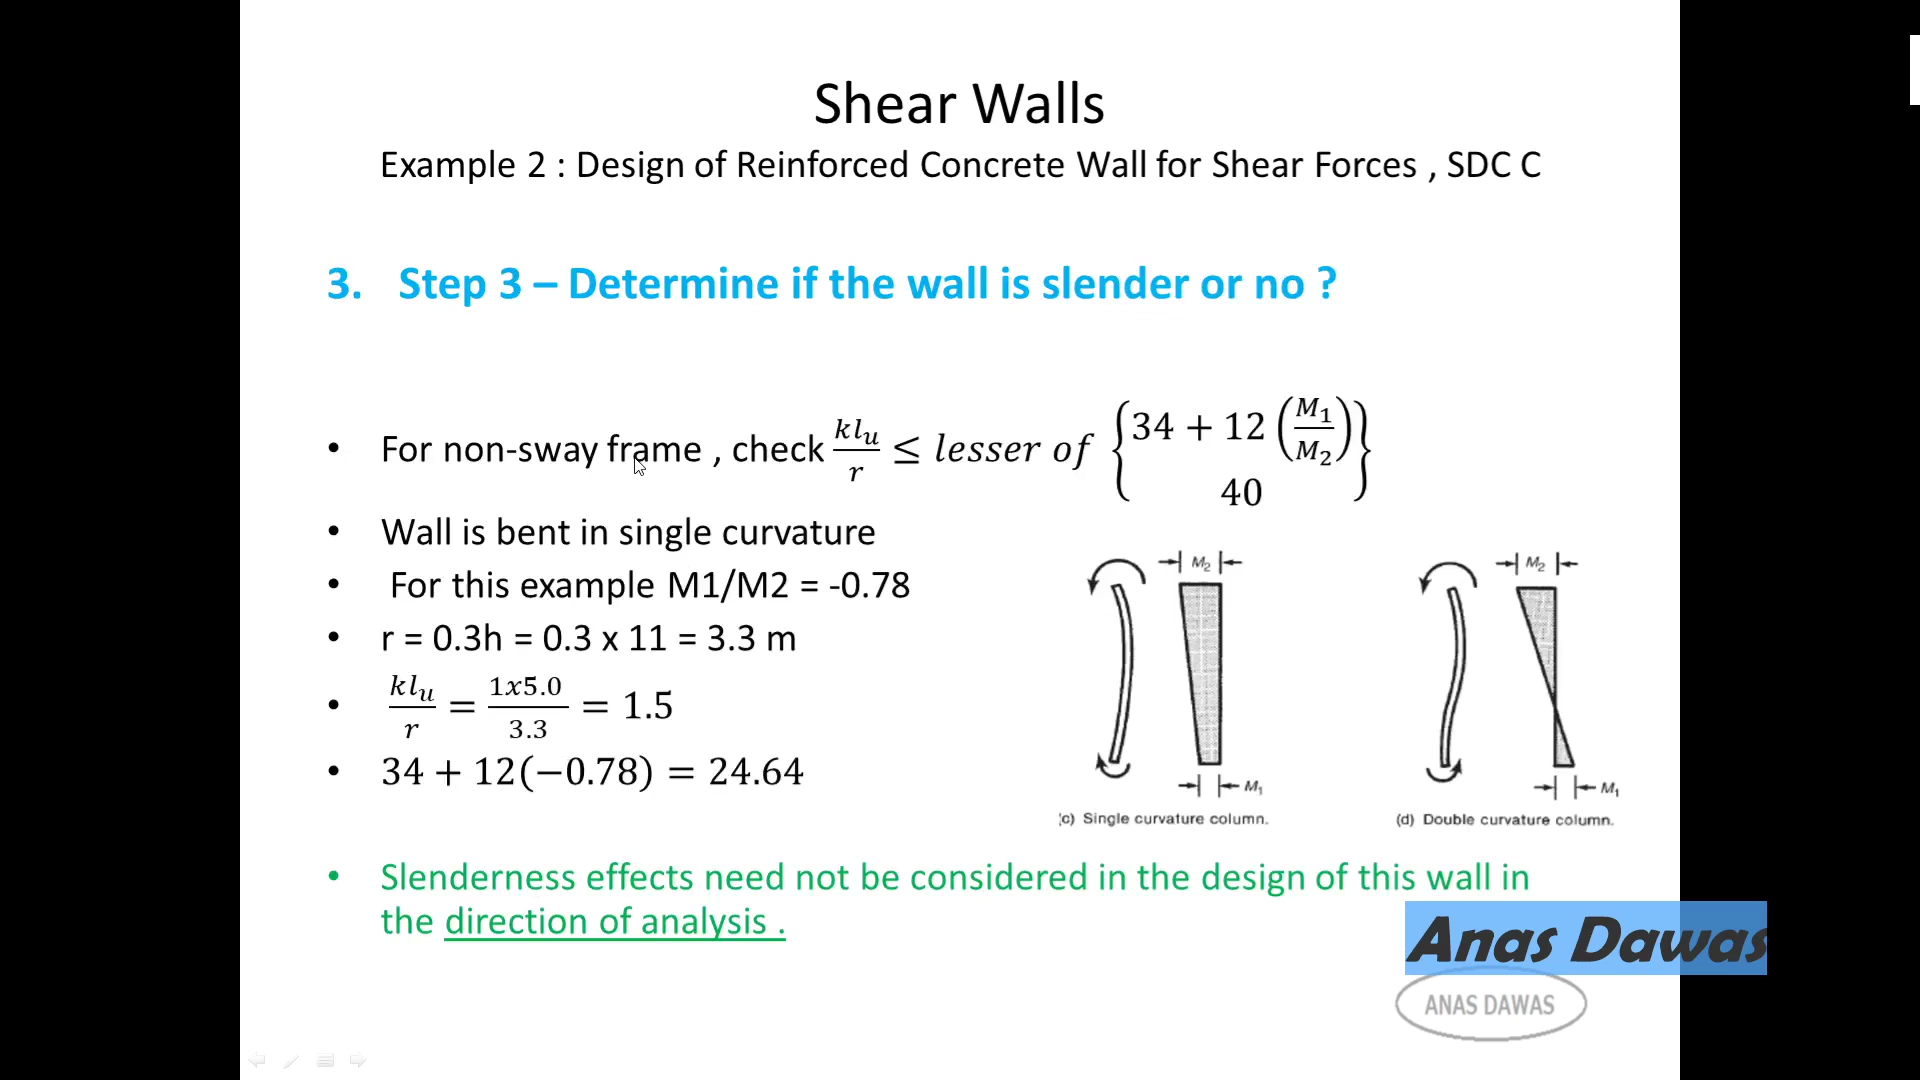 Shear Walls
Example 2 : Design of Reinforced Concrete Wall for Shear Forces , SDC C
3. Step 3 – Determine if the wall is slender or no ?
• For non-sway frame , check kl_u/r ≤ lesser of {34 + 12 (M_1/M_2) 40}
• Wall is bent in single curvature
• For this example M1/M2 = -0.78
• r = 0.3h = 0.3 x 11 = 3.3 m
• kl_u/r = 1x5.0/3.3 = 1.5
• 34 + 12(−0.78) = 24.64
M2
M1
(c) Single curvature column.
M2
M1
(d) Double curvature column.
• Slenderness effects need not be considered in the design of this wall in
the direction of analysis .
Anas Dawas
ANAS DAWAS